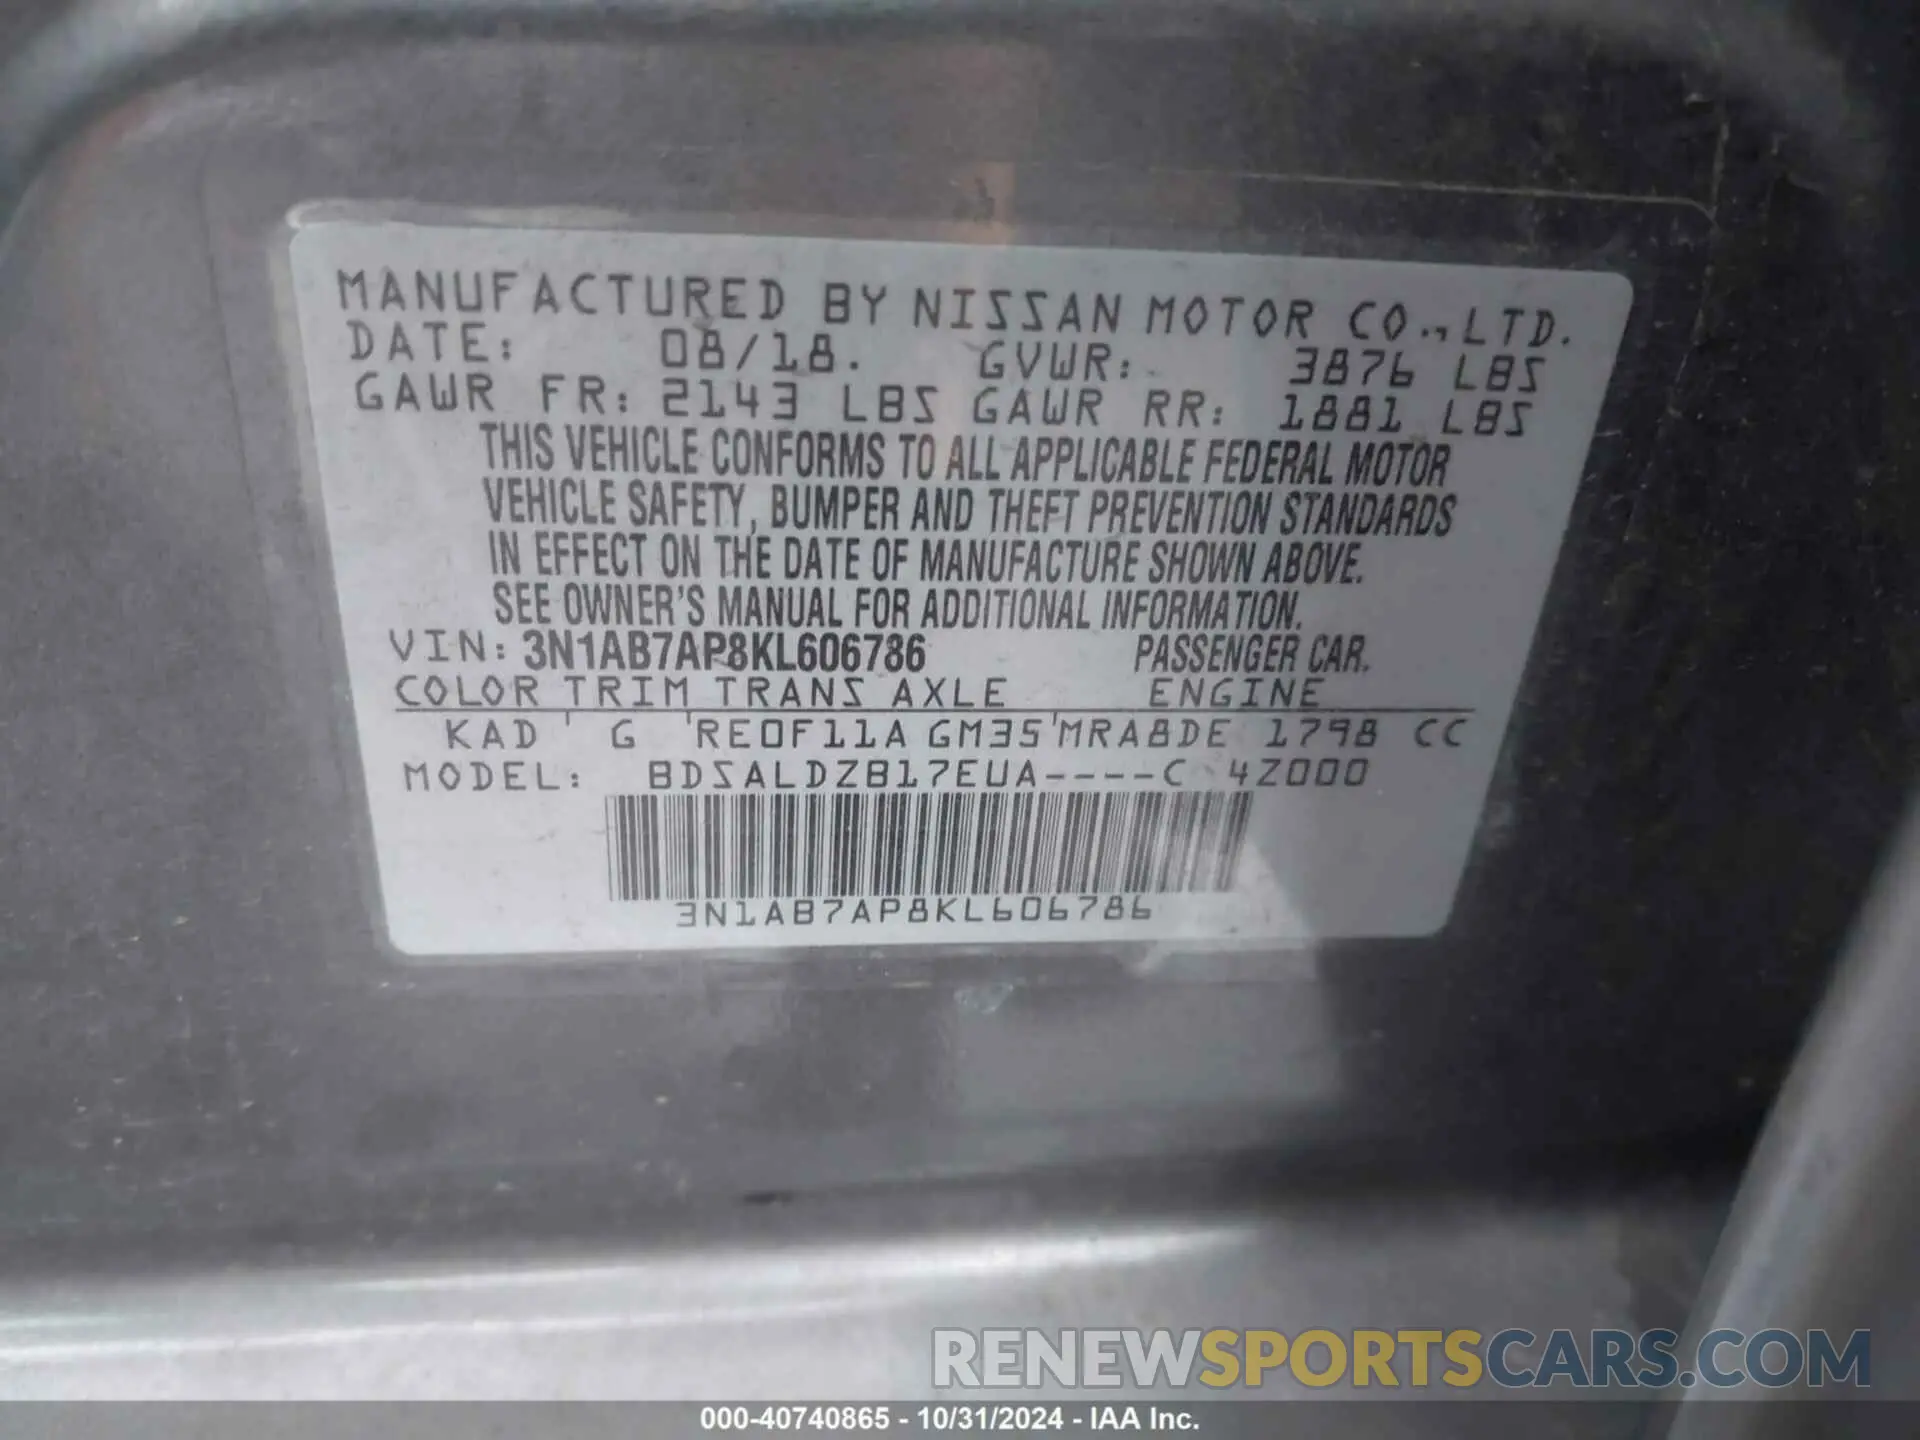 MANUFACTURED BY NISSAN MOTOR CO.,LTD.
DATE: 08/18. GVWR: 3876 LBS
GAWR FR: 2143 LBS GAWR RR: 1881 LBS
THIS VEHICLE CONFORMS TO ALL APPLICABLE FEDERAL MOTOR
VEHICLE SAFETY, BUMPER AND THEFT PREVENTION STANDARDS
IN EFFECT ON THE DATE OF MANUFACTURE SHOWN ABOVE.
SEE OWNER'S MANUAL FOR ADDITIONAL INFORMATION.
VIN: 3N1AB7AP8KL606786 PASSENGER CAR.
COLOR TRIM TRANS AXLE ENGINE
KAD ' G 'RE0F11A GM35'MRA8DE 1798 CC
MODEL: BDSALDZB17EUA----C 4Z000
3N1AB7AP8KL606786
RENEWSPORTSCARS.COM
000-40740865 - 10/31/2024 - IAA Inc.